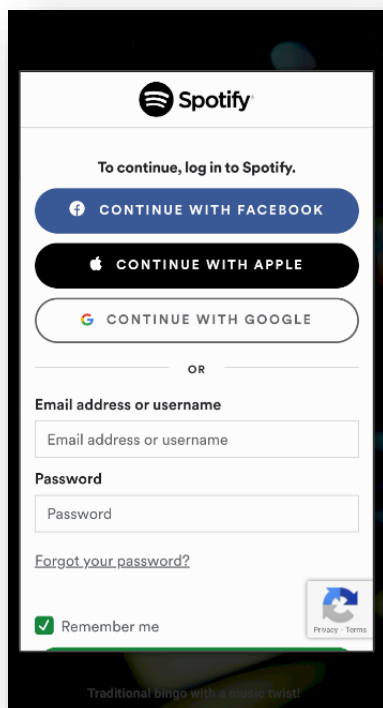 Spotify
To continue, log in to Spotify.
CONTINUE WITH FACEBOOK
CONTINUE WITH APPLE
CONTINUE WITH GOOGLE
OR
Email address or username
Email address or username
Password
Password
Forgot your password?
Remember me
Privacy - Terms
Traditional bingo with a music twist!